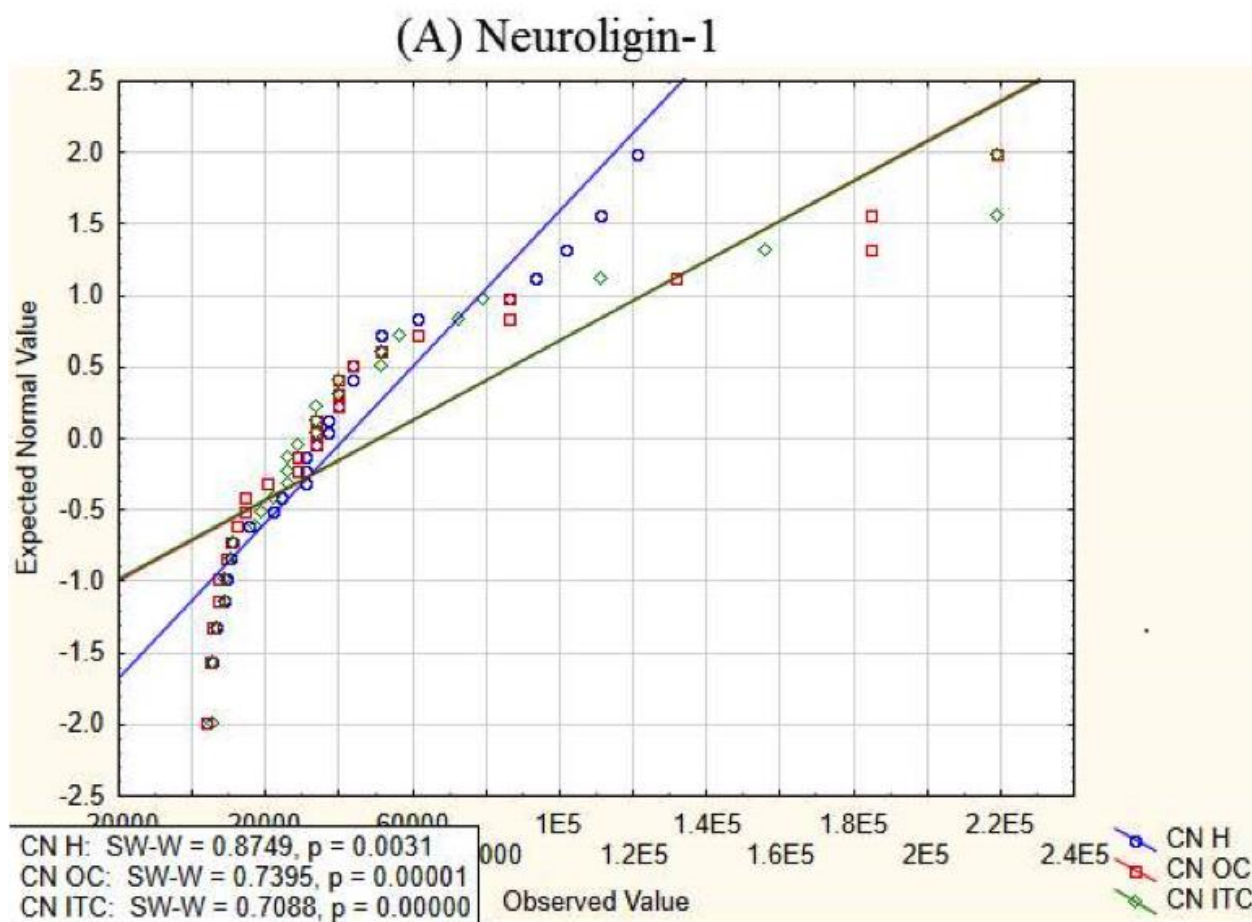 (A) Neuroligin-1
2.5
2.0
1.5
1.0
0.5
0.0
-0.5
-1.0
-1.5
-2.0
-2.5
Expected Normal Value
20000 60000 1E5 1.4E5 1.8E5 2.2E5
000 1.2E5 1.6E5 2E5 2.4E5
Observed Value
CN H: SW-W = 0.8749, p = 0.0031
CN OC: SW-W = 0.7395, p = 0.00001
CN ITC: SW-W = 0.7088, p = 0.00000
CN H
CN OC
CN ITC